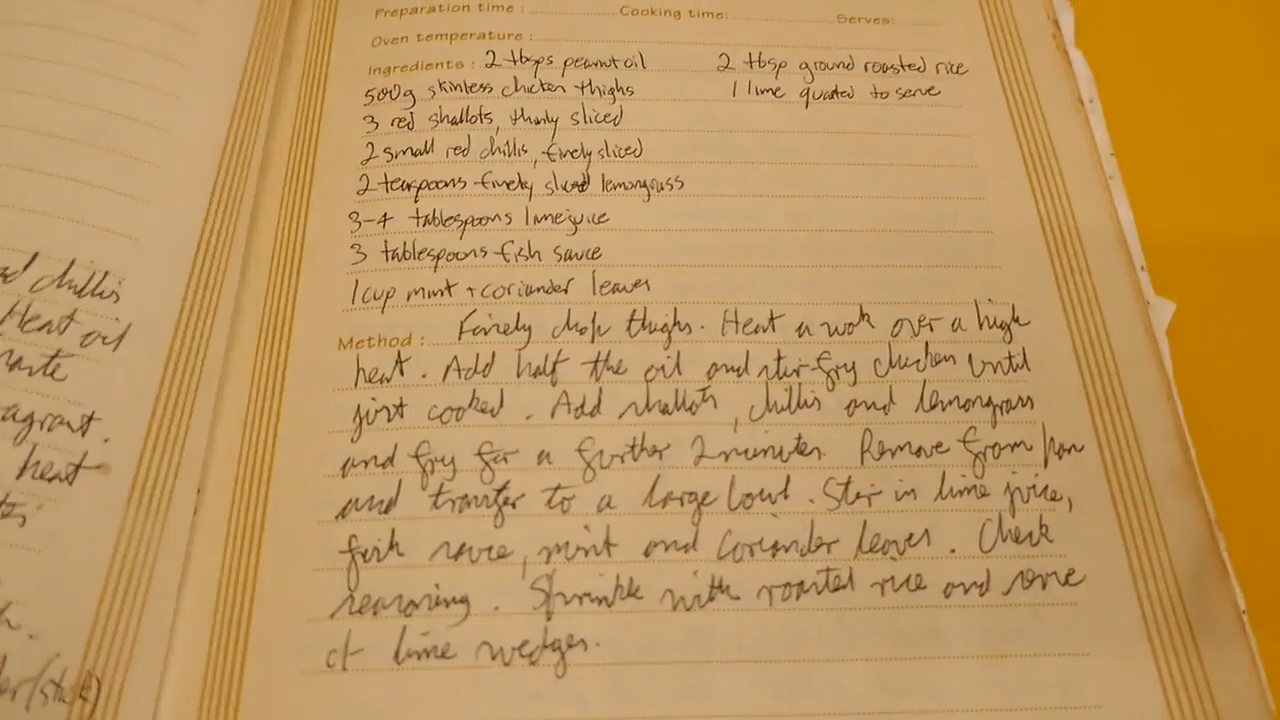 Preparation time : Cooking time: Serves:
Oven temperature :
Ingredients : 2 tbsps peanut oil
500g skinless chicken thighs
3 red shallots, thinly sliced
2 small red chillis, finely sliced
2 teaspoons finely sliced lemongrass
3-4 tablespoons lime juice
3 tablespoons fish sauce
1 cup mint + coriander leaves
2 tbsp ground roasted rice
1 lime quarted to serve
Method : Finely chop thighs. Heat a wok over a high
heat. Add half the oil and stir-fry chicken until
just cooked. Add shallots, chillis and lemongrass
and fry for a further 2 minutes. Remove from pan
and transfer to a large bowl. Stir in lime juice,
fish sauce, mint and coriander leaves. Check
seasoning. Sprinkle with roasted rice and serve
lime wedges.
chillis
Heat oil
heat